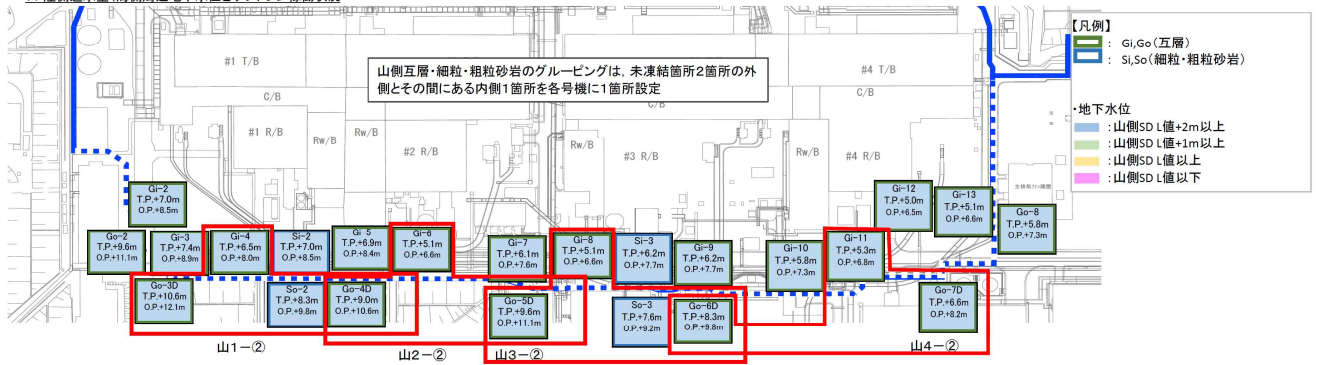 【凡例】
： Gi,Go（互層）
： Si,So（細粒・粗粒砂岩）
・地下水位
：山側SD L値+2m以上
：山側SD L値+1m以上
：山側SD L値以上
：山側SD L値以下
山側互層・細粒・粗粒砂岩のグルーピングは，未凍結箇所2箇所の外
側とその間にある内側1箇所を各号機に1箇所設定
#1 T/B
#4 T/B
C/B
C/B
#1 R/B
Rw/B
#2 R/B
Rw/B
#3 R/B
Rw/B
#4 R/B
Gi-2
T.P.+7.0m
O.P.+8.5m
Go-2
T.P.+9.6m
O.P.+11.1m
Gi-3
T.P.+7.4m
O.P.+8.9m
Gi-4
T.P.+6.5m
O.P.+8.0m
Si-2
T.P.+7.0m
O.P.+8.5m
Gi-5
T.P.+6.9m
O.P.+8.4m
Gi-6
T.P.+5.1m
O.P.+6.6m
Gi-7
T.P.+6.1m
O.P.+7.6m
Gi-8
T.P.+5.1m
O.P.+6.6m
Si-3
T.P.+6.2m
O.P.+7.7m
Gi-9
T.P.+6.2m
O.P.+7.7m
Gi-10
T.P.+5.8m
O.P.+7.3m
Gi-11
T.P.+5.3m
O.P.+6.8m
Gi-12
T.P.+5.0m
O.P.+6.5m
Gi-13
T.P.+5.1m
O.P.+6.6m
Go-8
T.P.+5.8m
O.P.+7.3m
Go-3D
T.P.+10.6m
O.P.+12.1m
So-2
T.P.+8.3m
O.P.+9.8m
Go-4D
T.P.+9.0m
O.P.+10.6m
Go-5D
T.P.+9.6m
O.P.+11.1m
So-3
T.P.+7.6m
O.P.+9.2m
Go-6D
T.P.+8.3m
O.P.+9.8m
Go-7D
T.P.+6.6m
O.P.+8.2m
山1－②
山2－②
山3－②
山4－②